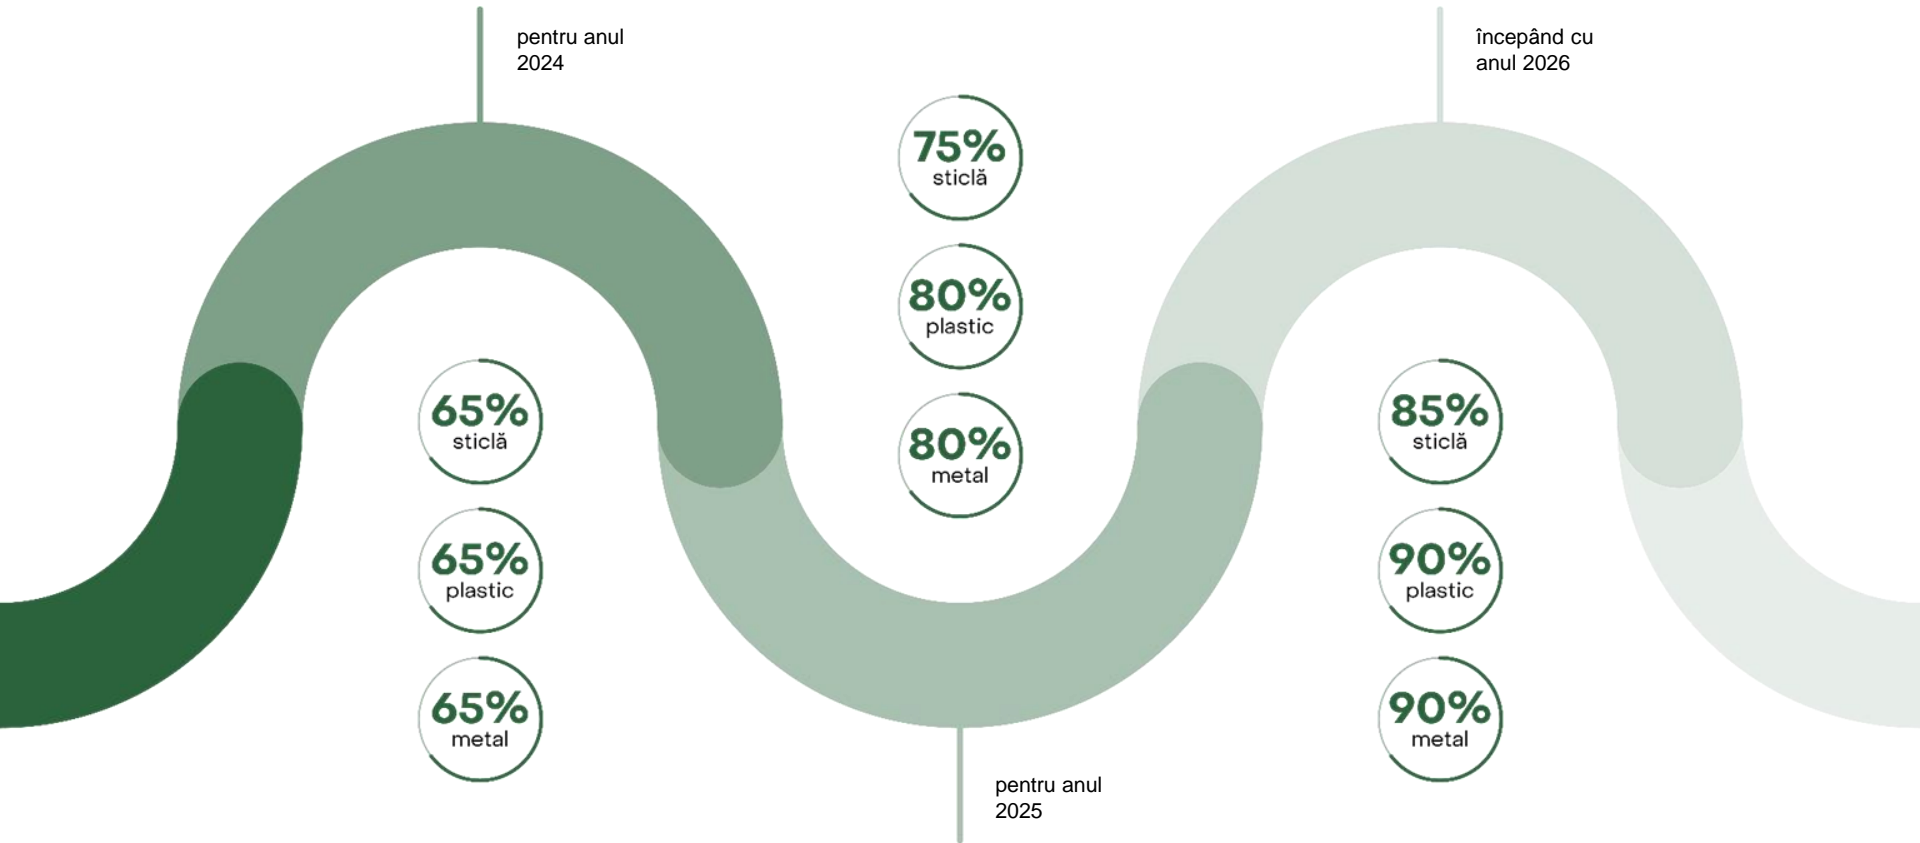 pentru anul
2024
65%
sticlă
65%
plastic
65%
metal
75%
sticlă
80%
plastic
80%
metal
pentru anul
2025
începând cu
anul 2026
85%
sticlă
90%
plastic
90%
metal